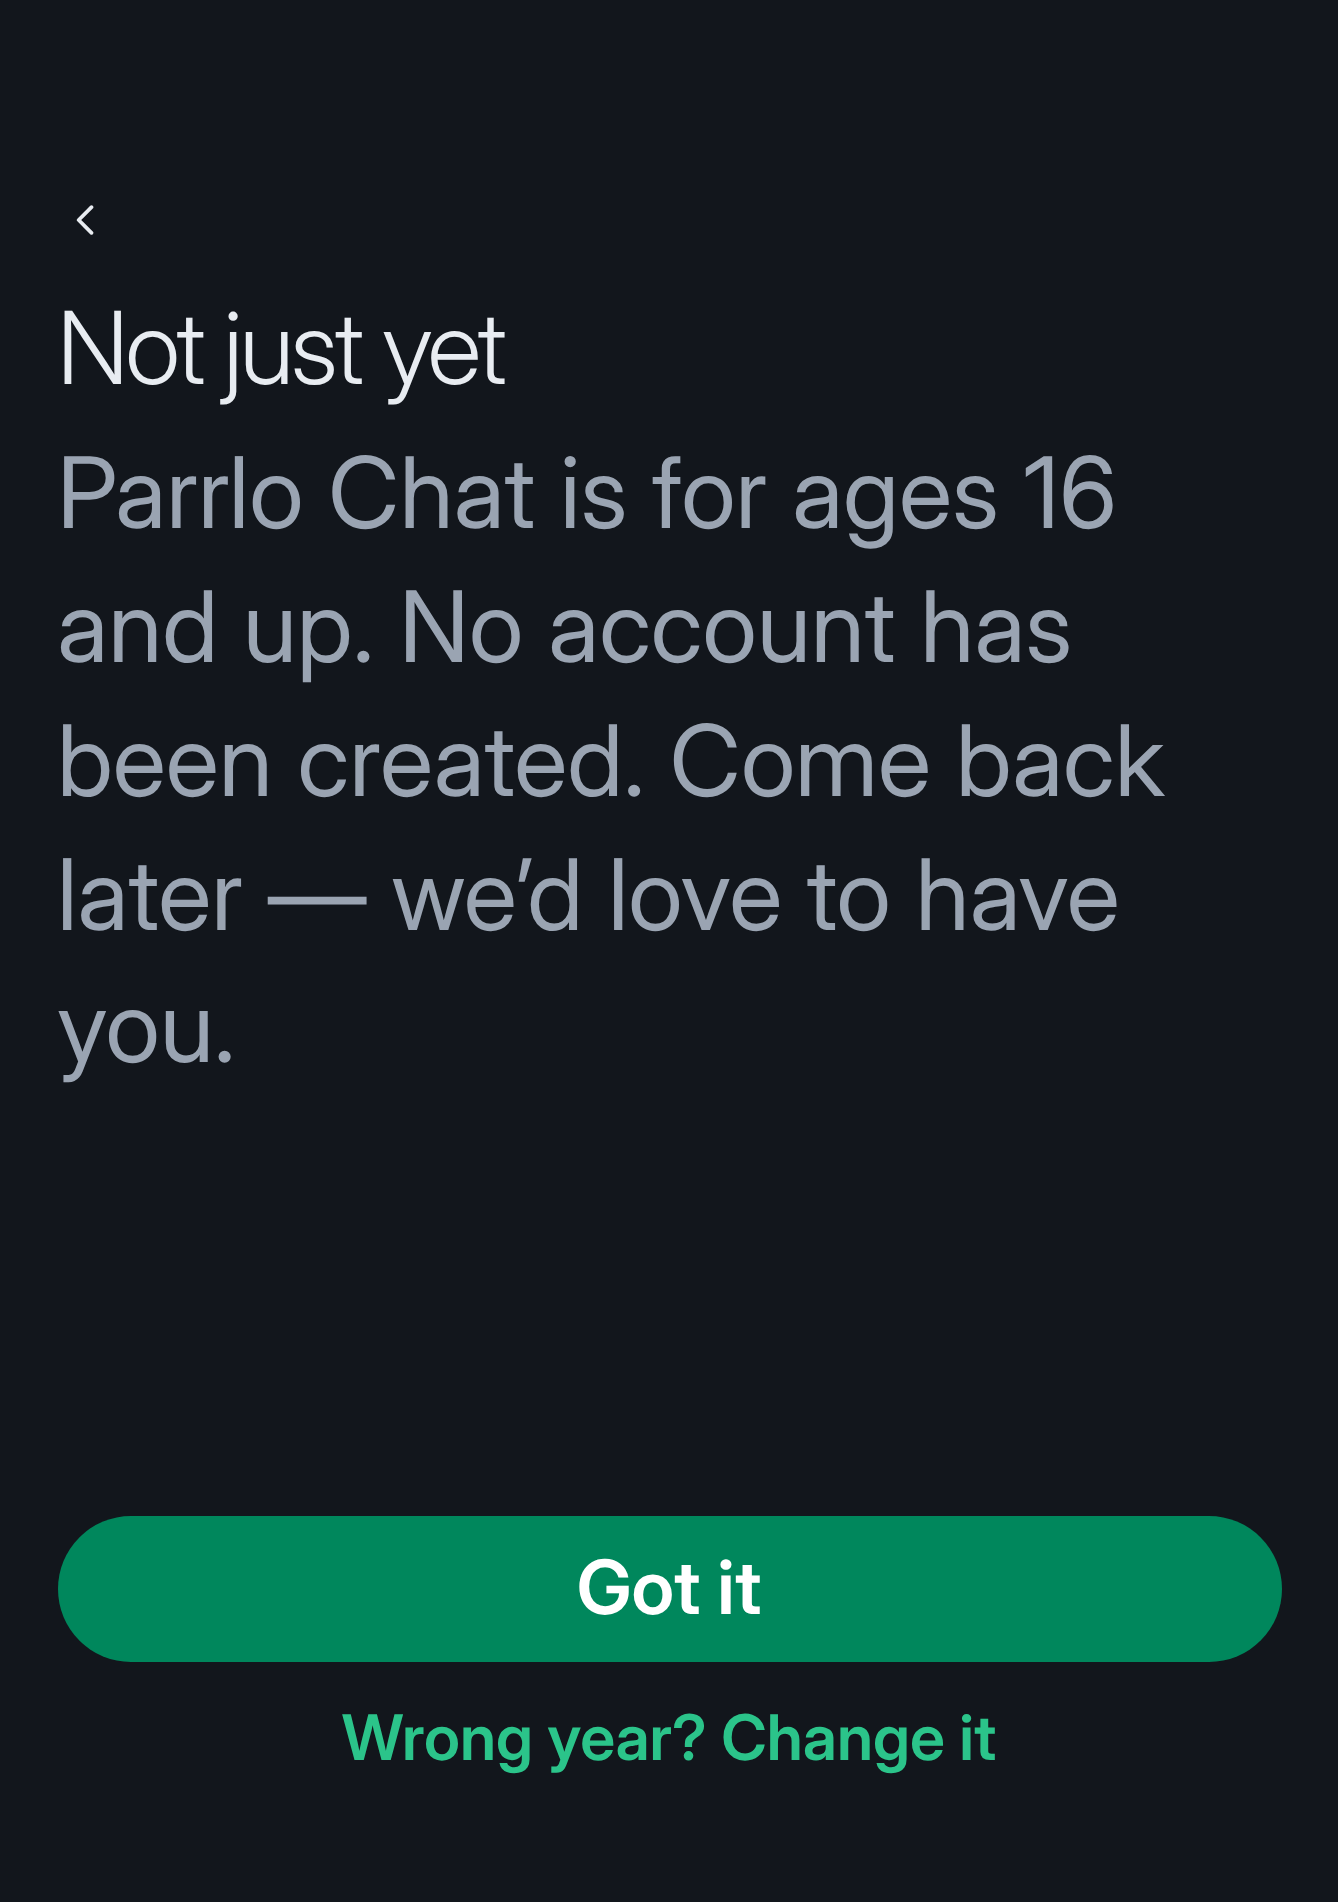 Not just yet
Parrlo Chat is for ages 16
and up. No account has
been created. Come back
later — we’d love to have
you.
Got it
Wrong year? Change it